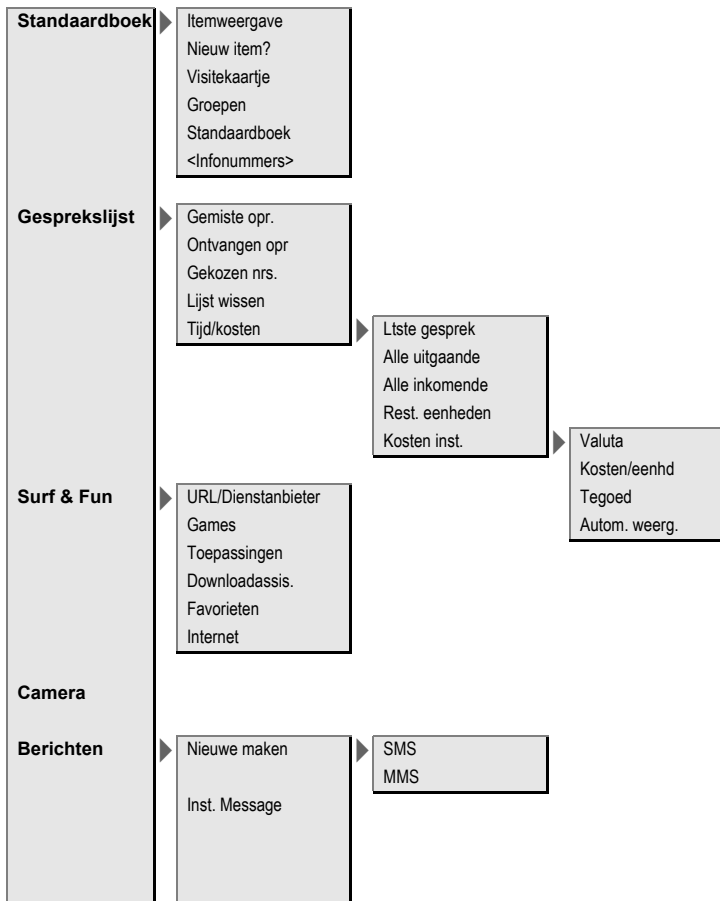 Standaardboek
Itemweergave
Nieuw item?
Visitekaartje
Groepen
Standaardboek
<Infonummers>
Gesprekslijst
Gemiste opr.
Ontvangen opr
Gekozen nrs.
Lijst wissen
Tijd/kosten
Ltste gesprek
Alle uitgaande
Alle inkomende
Rest. eenheden
Kosten inst.
Valuta
Kosten/eenhd
Tegoed
Autom. weerg.
Surf & Fun
URL/Dienstanbieter
Games
Toepassingen
Downloadassis.
Favorieten
Internet
Camera
Berichten
Nieuwe maken
SMS
MMS
Inst. Message